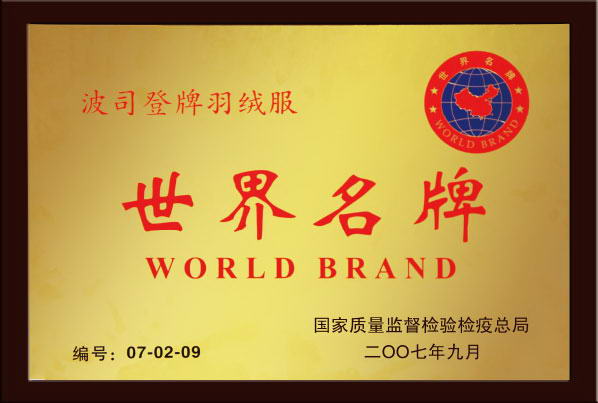 波司登牌羽绒服
世界名牌
WORLD BRAND
世界名牌
WORLD BRAND
国家质量监督检验检疫总局
编号：07-02-09
二〇〇七年九月